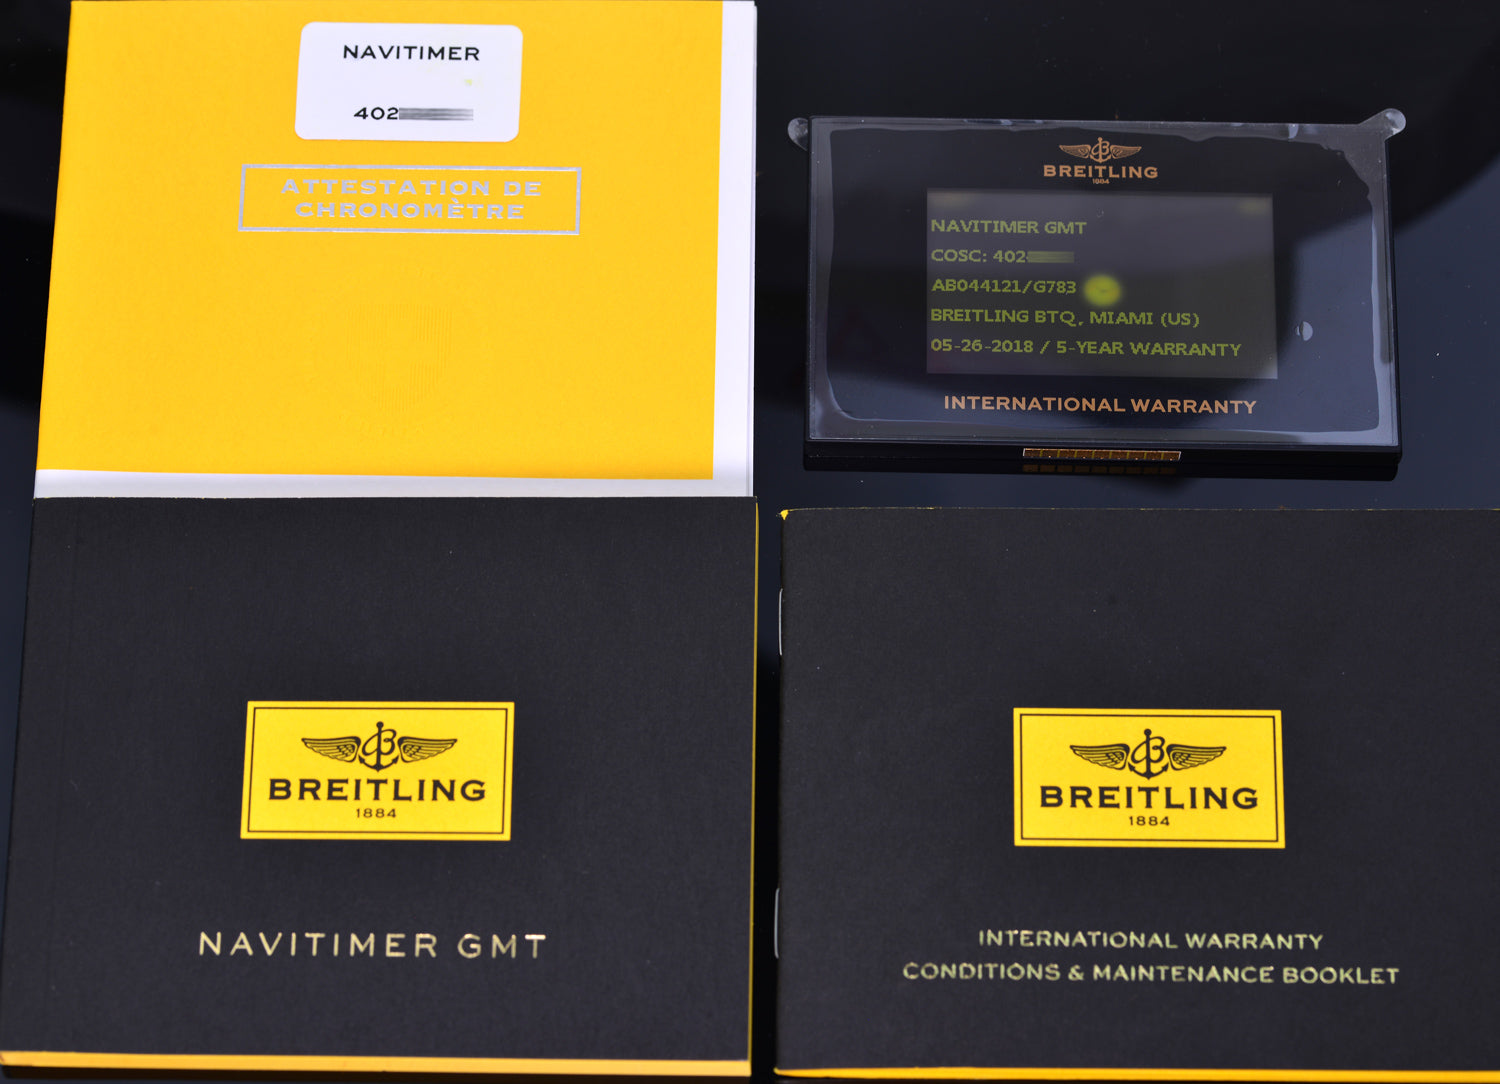 NAVITIMER
402
ATTESTATION DE
CHRONOMÈTRE
BREITLING
1884
NAVITIMER GMT
COSC: 402
AB044121/G783
BREITLING BTQ, MIAMI (US)
05-26-2018 / 5-YEAR WARRANTY
INTERNATIONAL WARRANTY
BREITLING
1884
NAVITIMER GMT
BREITLING
1884
INTERNATIONAL WARRANTY
CONDITIONS & MAINTENANCE BOOKLET